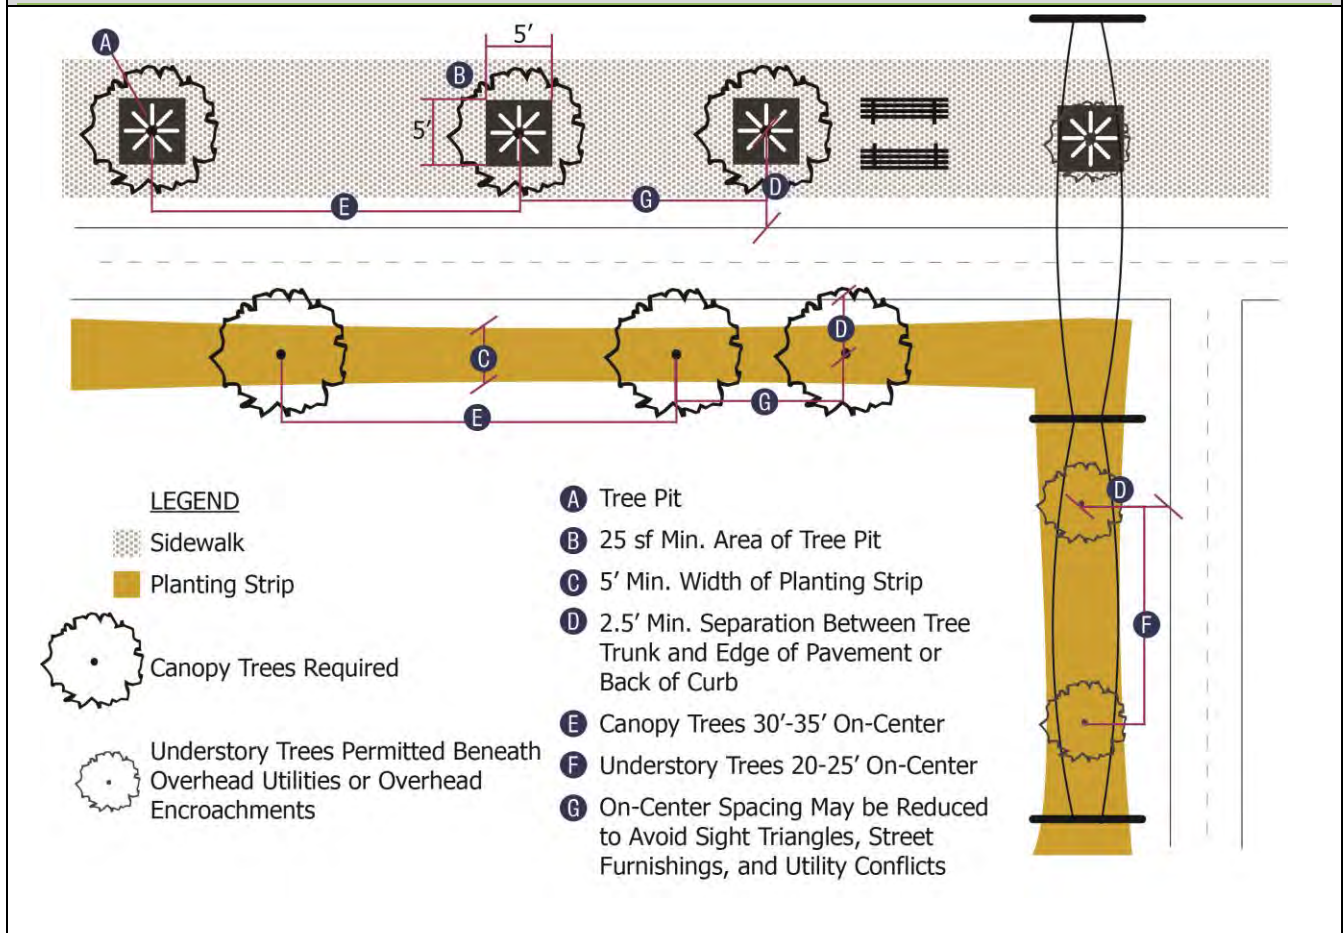 A
5'
B
5'
D
E
G
D
C
D
G
E
F
LEGEND
Sidewalk
Planting Strip
Canopy Trees Required
Understory Trees Permitted Beneath
Overhead Utilities or Overhead
Encroachments
A Tree Pit
B 25 sf Min. Area of Tree Pit
C 5' Min. Width of Planting Strip
D 2.5' Min. Separation Between Tree
Trunk and Edge of Pavement or
Back of Curb
E Canopy Trees 30'-35' On-Center
F Understory Trees 20-25' On-Center
G On-Center Spacing May be Reduced
to Avoid Sight Triangles, Street
Furnishings, and Utility Conflicts